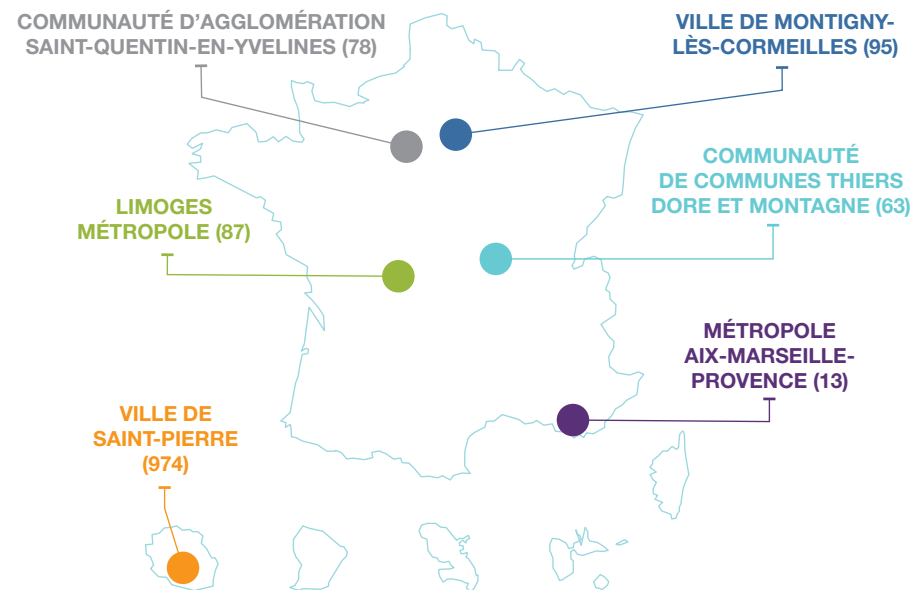 COMMUNAUTÉ D'AGGLOMÉRATION
SAINT-QUENTIN-EN-YVELINES (78)
VILLE DE MONTIGNY-
LÈS-CORMEILLES (95)
COMMUNAUTÉ
DE COMMUNES THIERS
DORE ET MONTAGNE (63)
LIMOGES
MÉTROPOLE (87)
MÉTROPOLE
AIX-MARSEILLE-
PROVENCE (13)
VILLE DE
SAINT-PIERRE
(974)